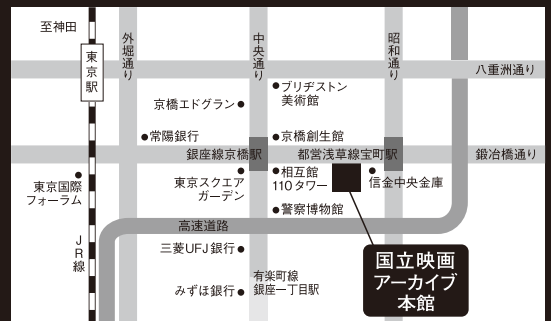 至神田
東京駅
外堀通り
中央通り
昭和通り
八重洲通り
ブリヂストン
美術館
京橋エドグラン
常陽銀行
京橋創生館
銀座線京橋駅
都営浅草線宝町駅
鍛冶橋通り
東京国際
フォーラム
東京スクエア
ガーデン
相互館
110タワー
信金中央金庫
警察博物館
高速道路
JR線
三菱UFJ銀行
みずほ銀行
有楽町線
銀座一丁目駅
国立映画
アーカイブ
本館